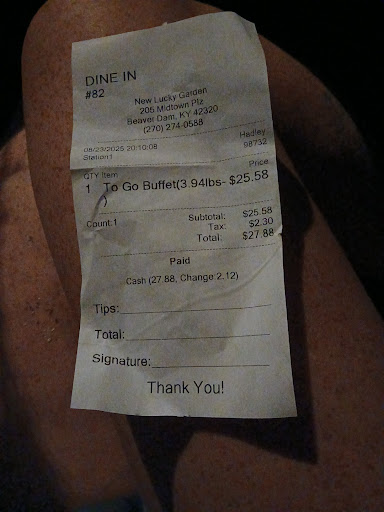 DINE IN
#82
New Lucky Garden
205 Midtown Plz
Beaver Dam, KY 42320
(270) 274-0588
Hadley
08/23/2025 20:10:08 98732
Station1
QTY Item Price
1 To Go Buffet(3.94lbs- $25.58
)
Count:1 Subtotal: $25.58
Tax: $2.30
Total: $27.88
Paid
Cash (27.88, Change 2.12)
Tips:
Total:
Signature:
Thank You!